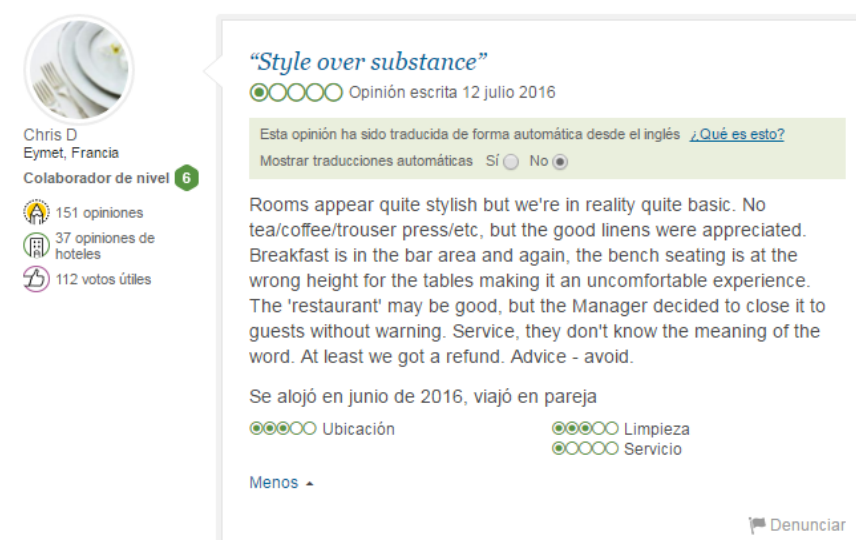 Chris D
Eymet, Francia
Colaborador de nivel 6
151 opiniones
37 opiniones de
hoteles
112 votos útiles
“Style over substance”
Opinión escrita 12 julio 2016
Esta opinión ha sido traducida de forma automática desde el inglés ¿Qué es esto?
Mostrar traducciones automáticas Sí No
Rooms appear quite stylish but we're in reality quite basic. No
tea/coffee/trouser press/etc, but the good linens were appreciated.
Breakfast is in the bar area and again, the bench seating is at the
wrong height for the tables making it an uncomfortable experience.
The 'restaurant' may be good, but the Manager decided to close it to
guests without warning. Service, they don't know the meaning of the
word. At least we got a refund. Advice - avoid.
Se alojó en junio de 2016, viajó en pareja
Ubicación
Limpieza
Servicio
Menos
Denunciar